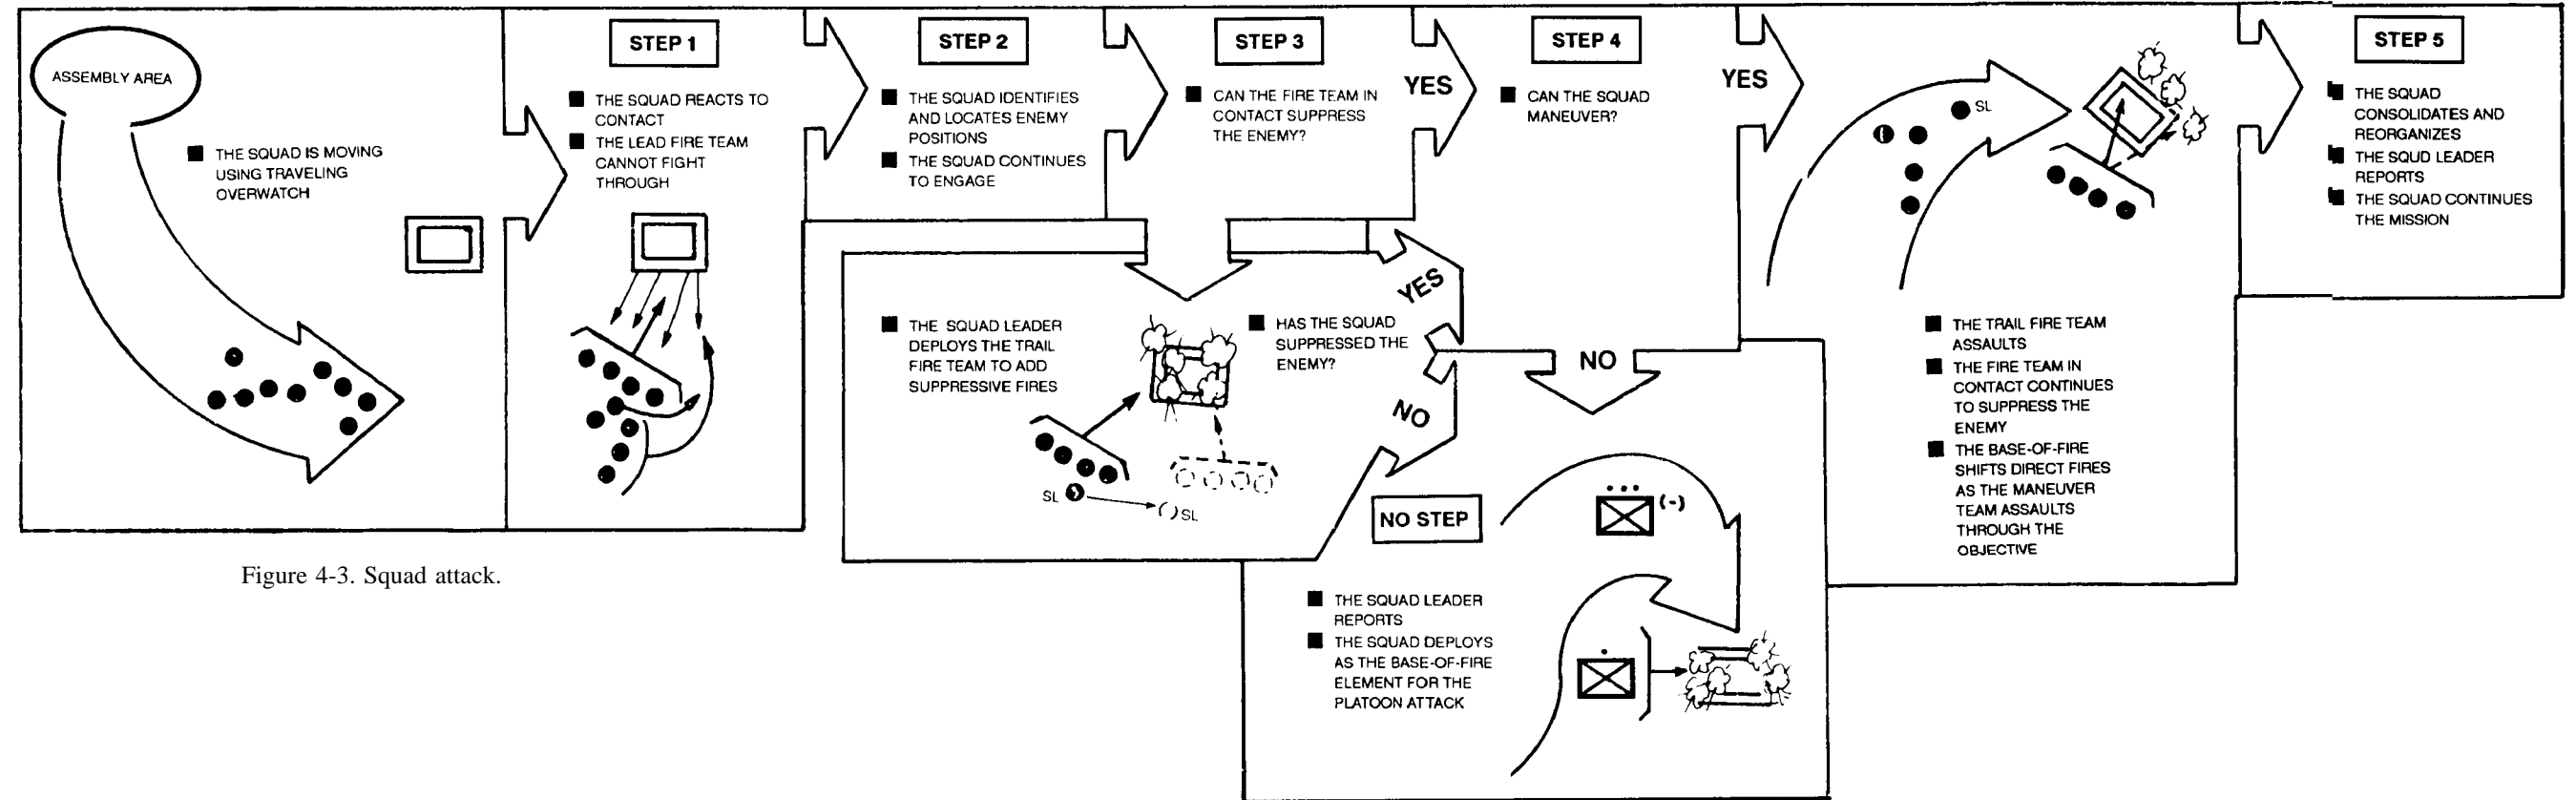 ASSEMBLY AREA
THE SQUAD IS MOVING
USING TRAVELING
OVERWATCH
STEP 1
THE SQUAD REACTS TO
CONTACT
THE LEAD FIRE TEAM
CANNOT FIGHT
THROUGH
STEP 2
THE SQUAD IDENTIFIES
AND LOCATES ENEMY
POSITIONS
THE SQUAD CONTINUES
TO ENGAGE
STEP 3
CAN THE FIRE TEAM IN
CONTACT SUPPRESS
THE ENEMY?
YES
STEP 4
CAN THE SQUAD
MANEUVER?
YES
SL
THE TRAIL FIRE TEAM
ASSAULTS
THE FIRE TEAM IN
CONTACT CONTINUES
TO SUPPRESS THE
ENEMY
THE BASE-OF-FIRE
SHIFTS DIRECT FIRES
AS THE MANEUVER
TEAM ASSAULTS
THROUGH THE
OBJECTIVE
STEP 5
THE SQUAD
CONSOLIDATES AND
REORGANIZES
THE SQUD LEADER
REPORTS
THE SQUAD CONTINUES
THE MISSION
THE SQUAD LEADER
DEPLOYS THE TRAIL
FIRE TEAM TO ADD
SUPPRESSIVE FIRES
HAS THE SQUAD
SUPPRESSED THE
ENEMY?
SL
SL
YES
NO
NO
NO STEP
(-)
THE SQUAD LEADER
REPORTS
THE SQUAD DEPLOYS
AS THE BASE-OF-FIRE
ELEMENT FOR THE
PLATOON ATTACK
Figure 4-3. Squad attack.